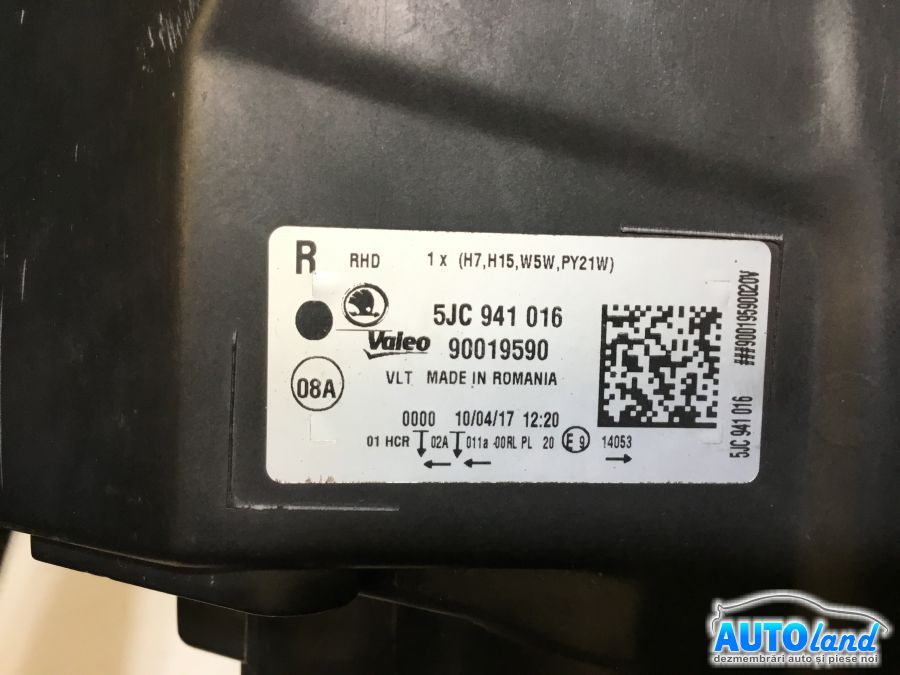 R RHD 1 x (H7,H15,W5W,PY21W)
5JC 941 016
Valeo 90019590
08A
VLT MADE IN ROMANIA
0000 10/04/17 12:20
01 HCR 02A 011a -00RL PL 20 E 9 14053
##90019590020V
5JC 941 016
AUTOland
dezmembrări auto și piese noi